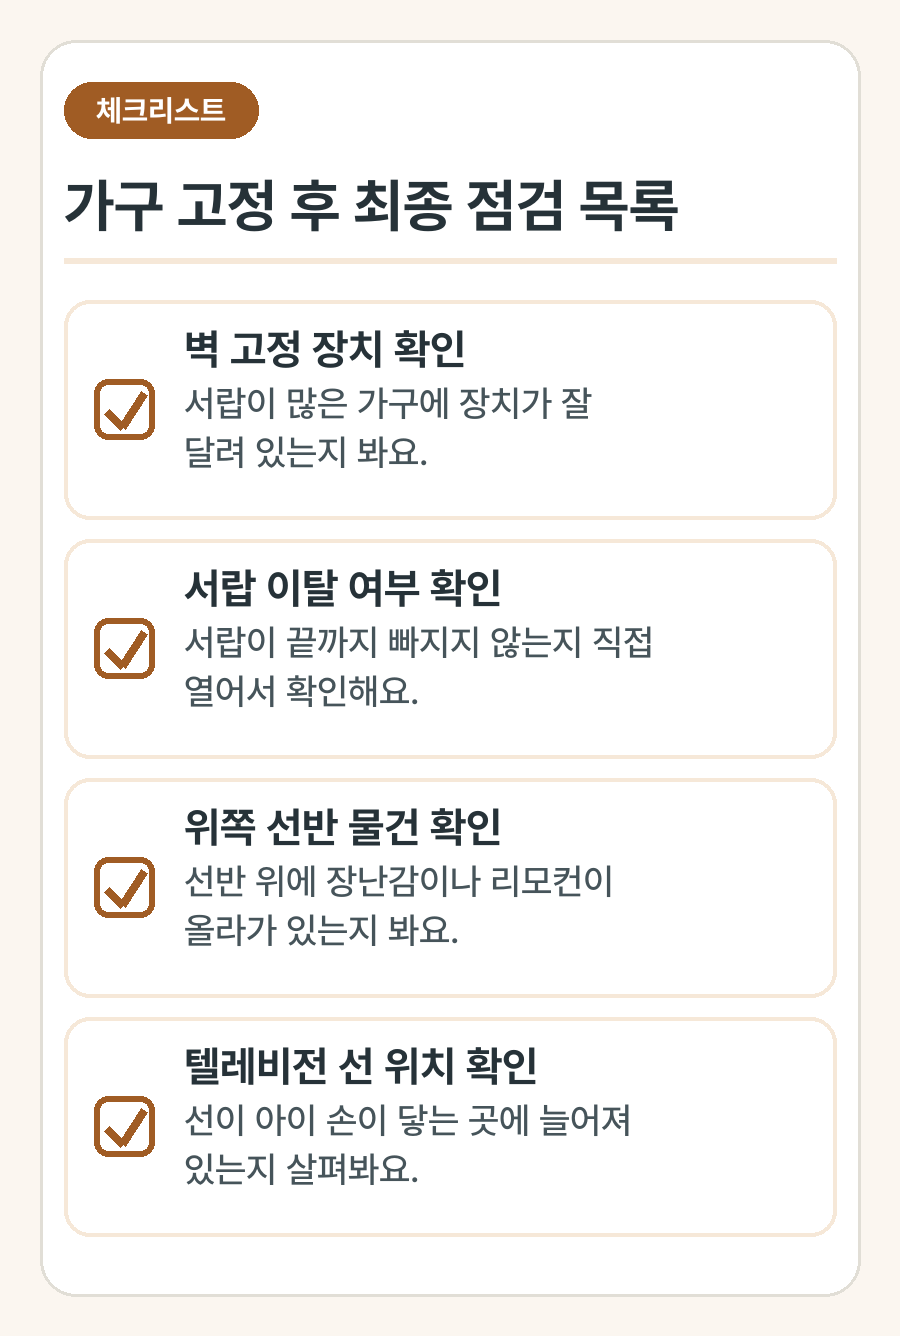 체크리스트
가구 고정 후 최종 점검 목록
벽 고정 장치 확인
서랍이 많은 가구에 장치가 잘
달려 있는지 봐요.
서랍 이탈 여부 확인
서랍이 끝까지 빠지지 않는지 직접
열어서 확인해요.
위쪽 선반 물건 확인
선반 위에 장난감이나 리모컨이
올라가 있는지 봐요.
텔레비전 선 위치 확인
선이 아이 손이 닿는 곳에 늘어져
있는지 살펴봐요.